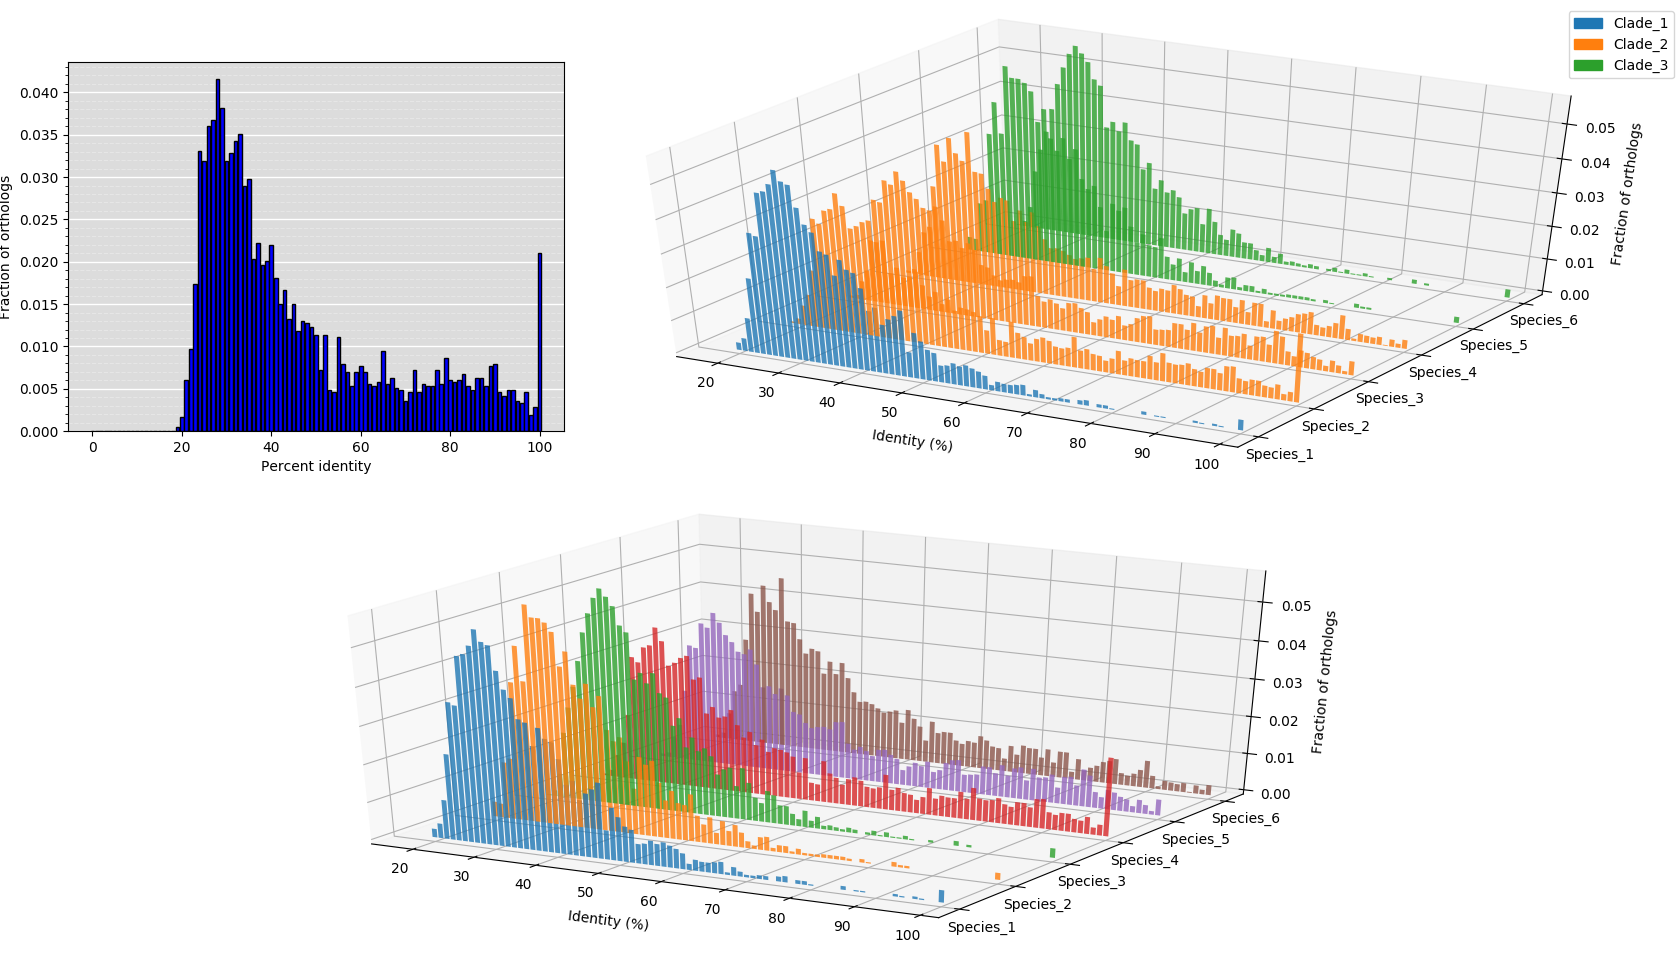 0.040
0.035
0.030
0.025
0.020
0.015
0.010
0.005
0.000
Fraction of orthologs
0 20 40 60 80 100
Percent identity
Clade_1
Clade_2
Clade_3
0.05
0.04
0.03
0.02
0.01
0.00
Fraction of orthologs
Species_6
Species_5
Species_4
Species_3
Species_2
Species_1
20 30 40 50 60 70 80 90 100
Identity (%)
0.05
0.04
0.03
0.02
0.01
0.00
Fraction of orthologs
Species_6
Species_5
Species_4
Species_3
Species_2
Species_1
20 30 40 50 60 70 80 90 100
Identity (%)